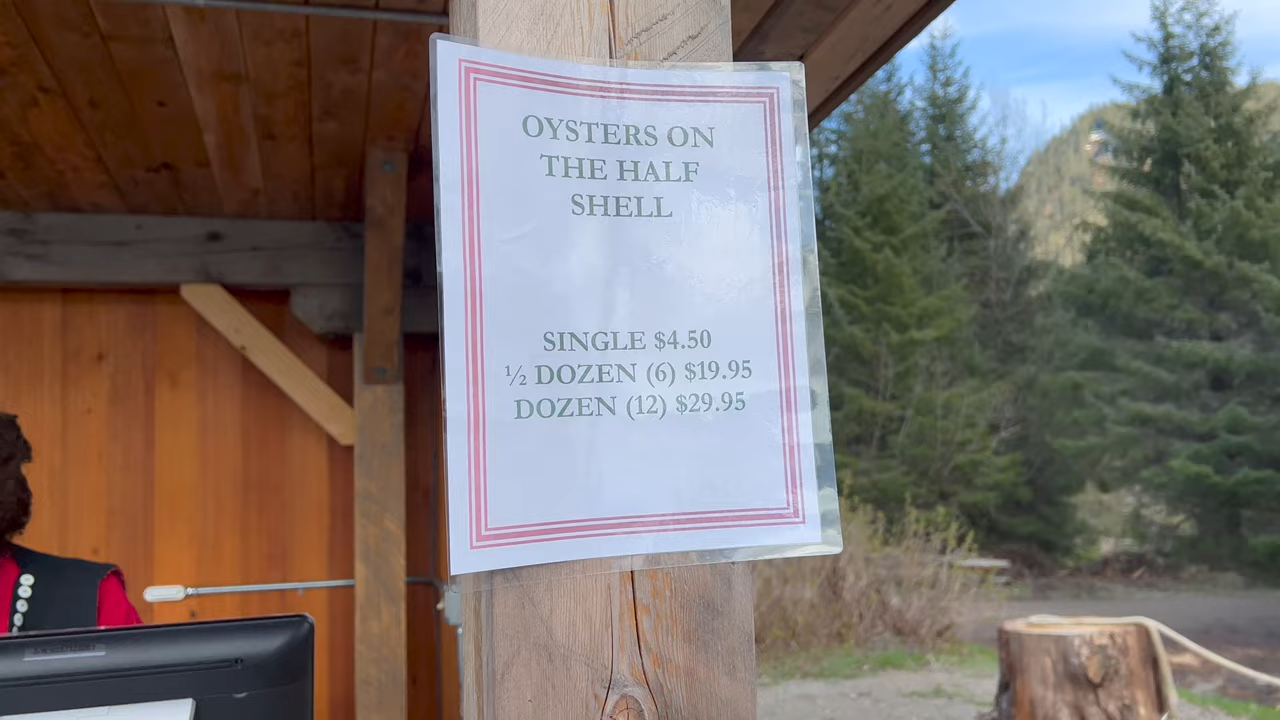 OYSTERS ON
THE HALF
SHELL
SINGLE $4.50
½ DOZEN (6) $19.95
DOZEN (12) $29.95